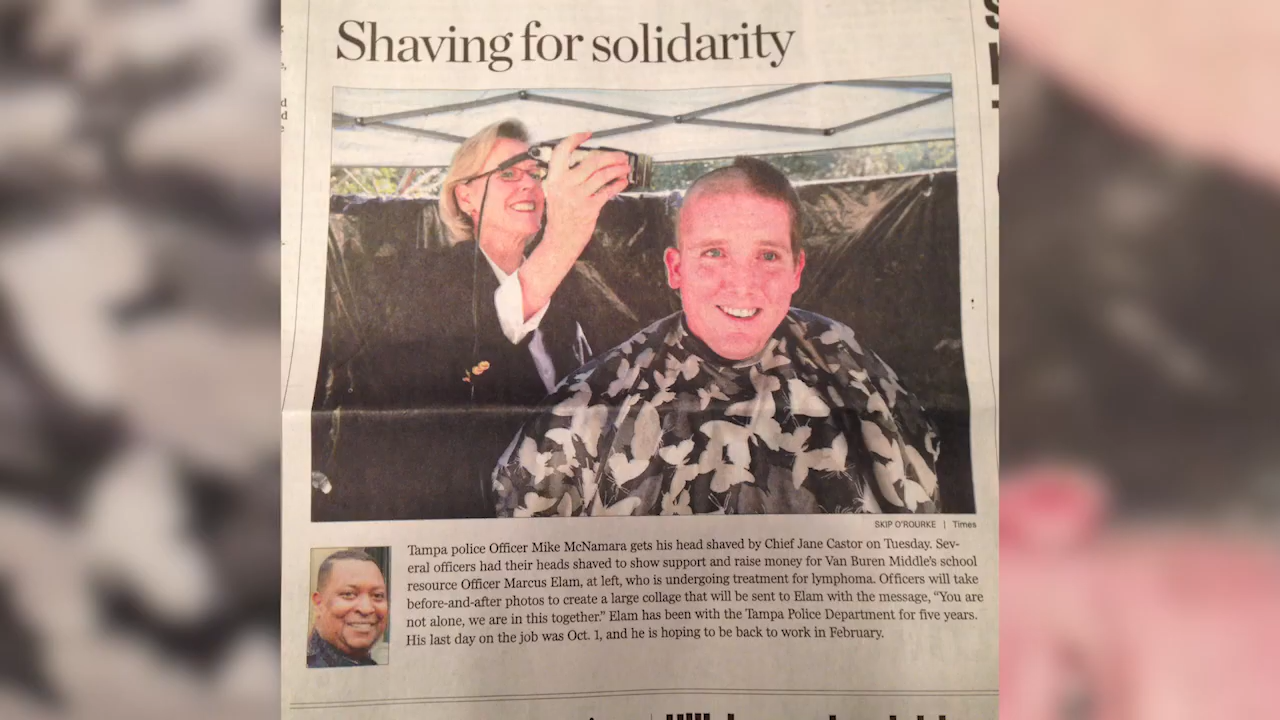 Shaving for solidarity
SKIP O'ROURKE | Times
Tampa police Officer Mike McNamara gets his head shaved by Chief Jane Castor on Tuesday. Sev-
eral officers had their heads shaved to show support and raise money for Van Buren Middle's school
resource Officer Marcus Elam, at left, who is undergoing treatment for lymphoma. Officers will take
before-and-after photos to create a large collage that will be sent to Elam with the message, "You are
not alone, we are in this together." Elam has been with the Tampa Police Department for five years.
His last day on the job was Oct. 1, and he is hoping to be back to work in February.